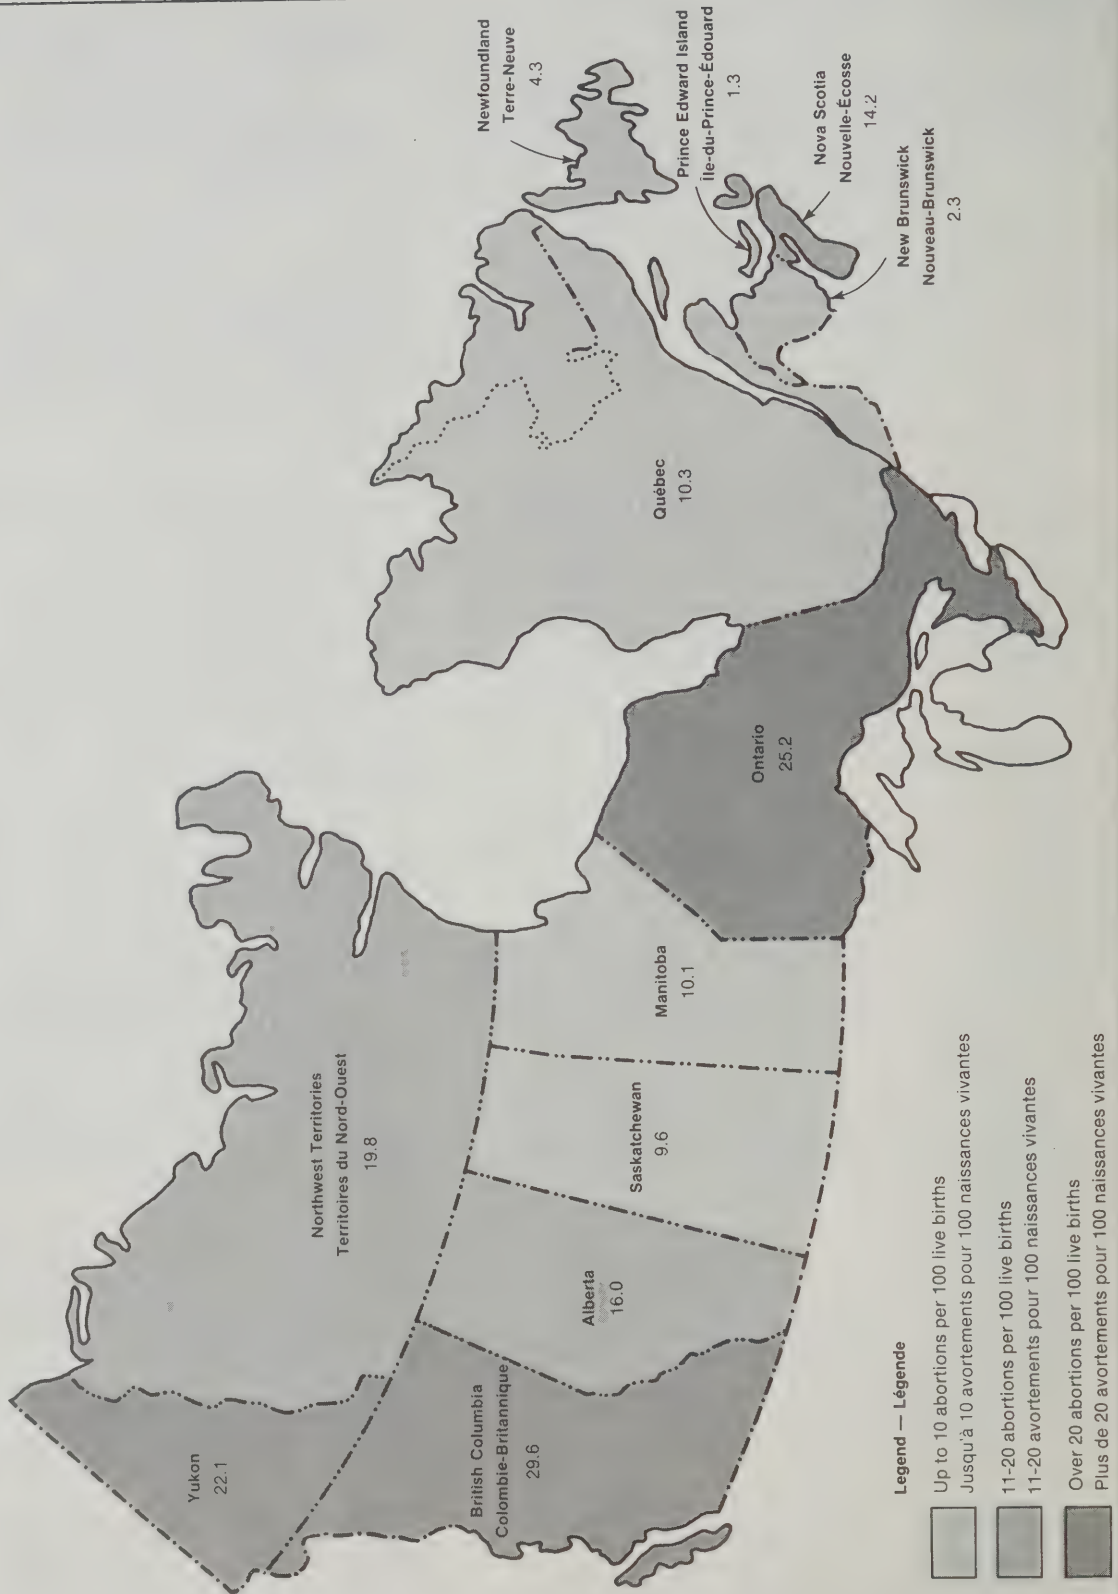 Yukon
22.1
Northwest Territories
Territoires du Nord-Ouest
19.8
British Columbia
Colombie-Britannique
29.6
Alberta
16.0
Saskatchewan
9.6
Manitoba
10.1
Ontario
25.2
Québec
10.3
Newfoundland
Terre-Neuve
4.3
Prince Edward Island
Île-du-Prince-Édouard
1.3
Nova Scotia
Nouvelle-Écosse
14.2
New Brunswick
Nouveau-Brunswick
2.3
Legend — Légende
Up to 10 abortions per 100 live births
Jusqu'à 10 avortements pour 100 naissances vivantes
11-20 abortions per 100 live births
11-20 avortements pour 100 naissances vivantes
Over 20 abortions per 100 live births
Plus de 20 avortements pour 100 naissances vivantes